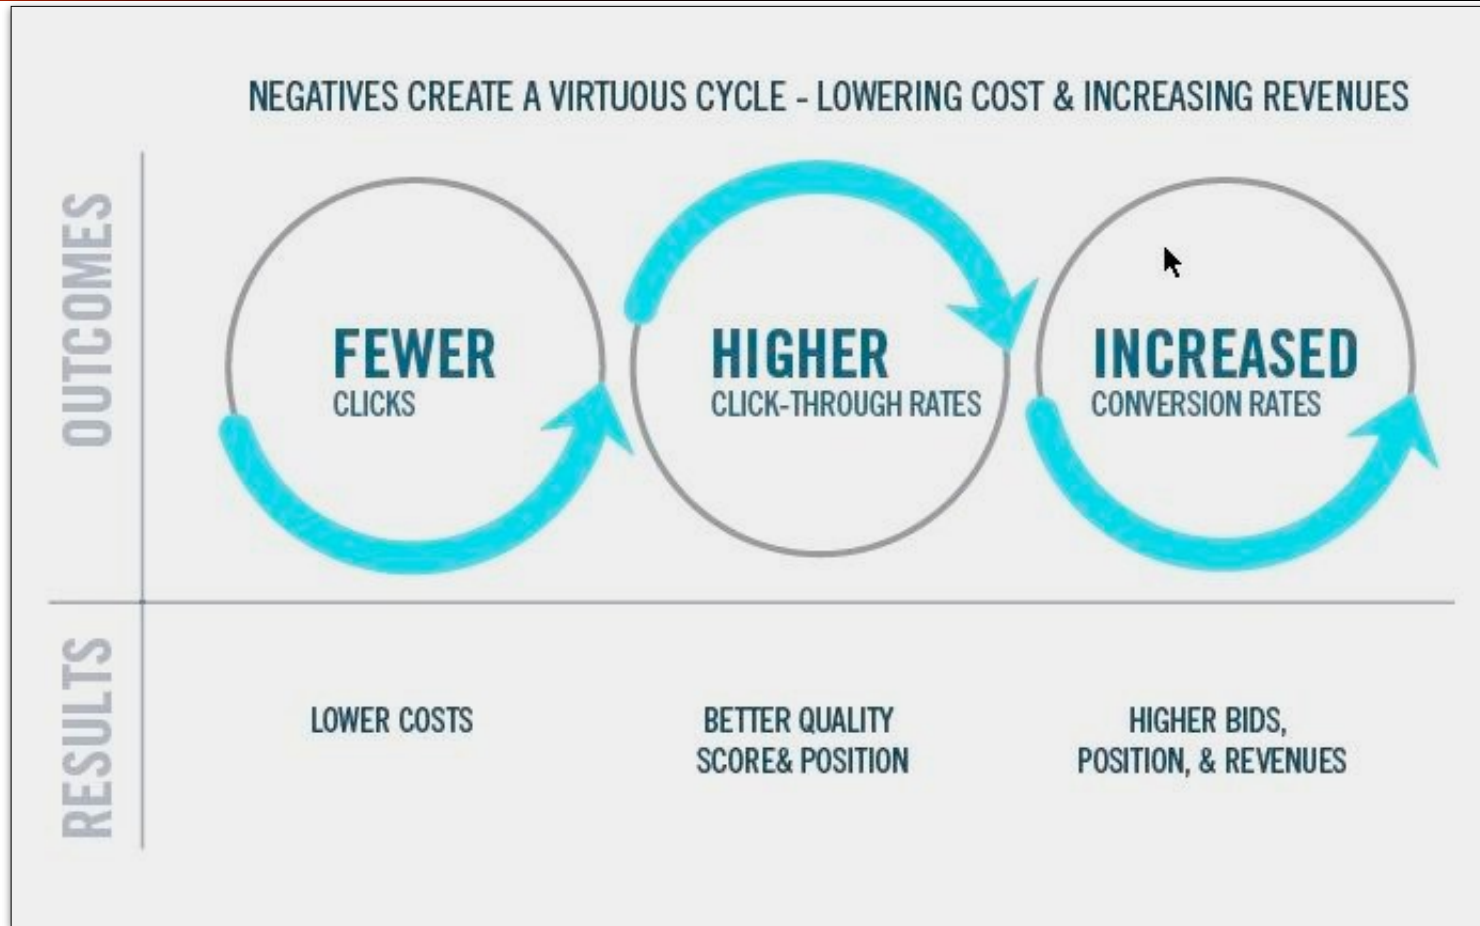 NEGATIVES CREATE A VIRTUOUS CYCLE - LOWERING COST & INCREASING REVENUES
OUTCOMES
FEWER
CLICKS
HIGHER
CLICK-THROUGH RATES
INCREASED
CONVERSION RATES
RESULTS
LOWER COSTS
BETTER QUALITY
SCORE& POSITION
HIGHER BIDS,
POSITION, & REVENUES